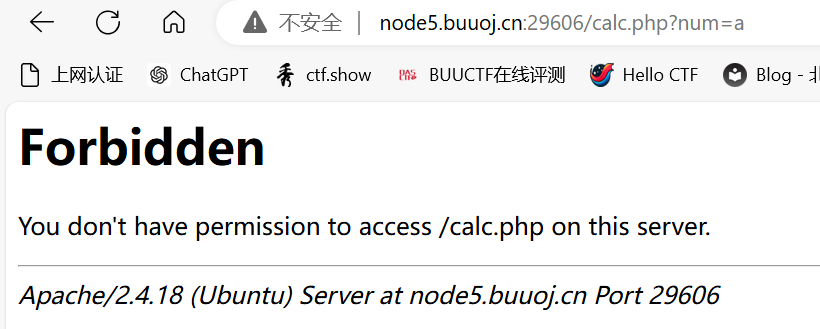 不安全 | node5.buuoj.cn:29606/calc.php?num=a
上网认证 ChatGPT ctf.show BUUCTF在线评测 Hello CTF Blog - 
Forbidden
You don't have permission to access /calc.php on this server.
Apache/2.4.18 (Ubuntu) Server at node5.buuoj.cn Port 29606